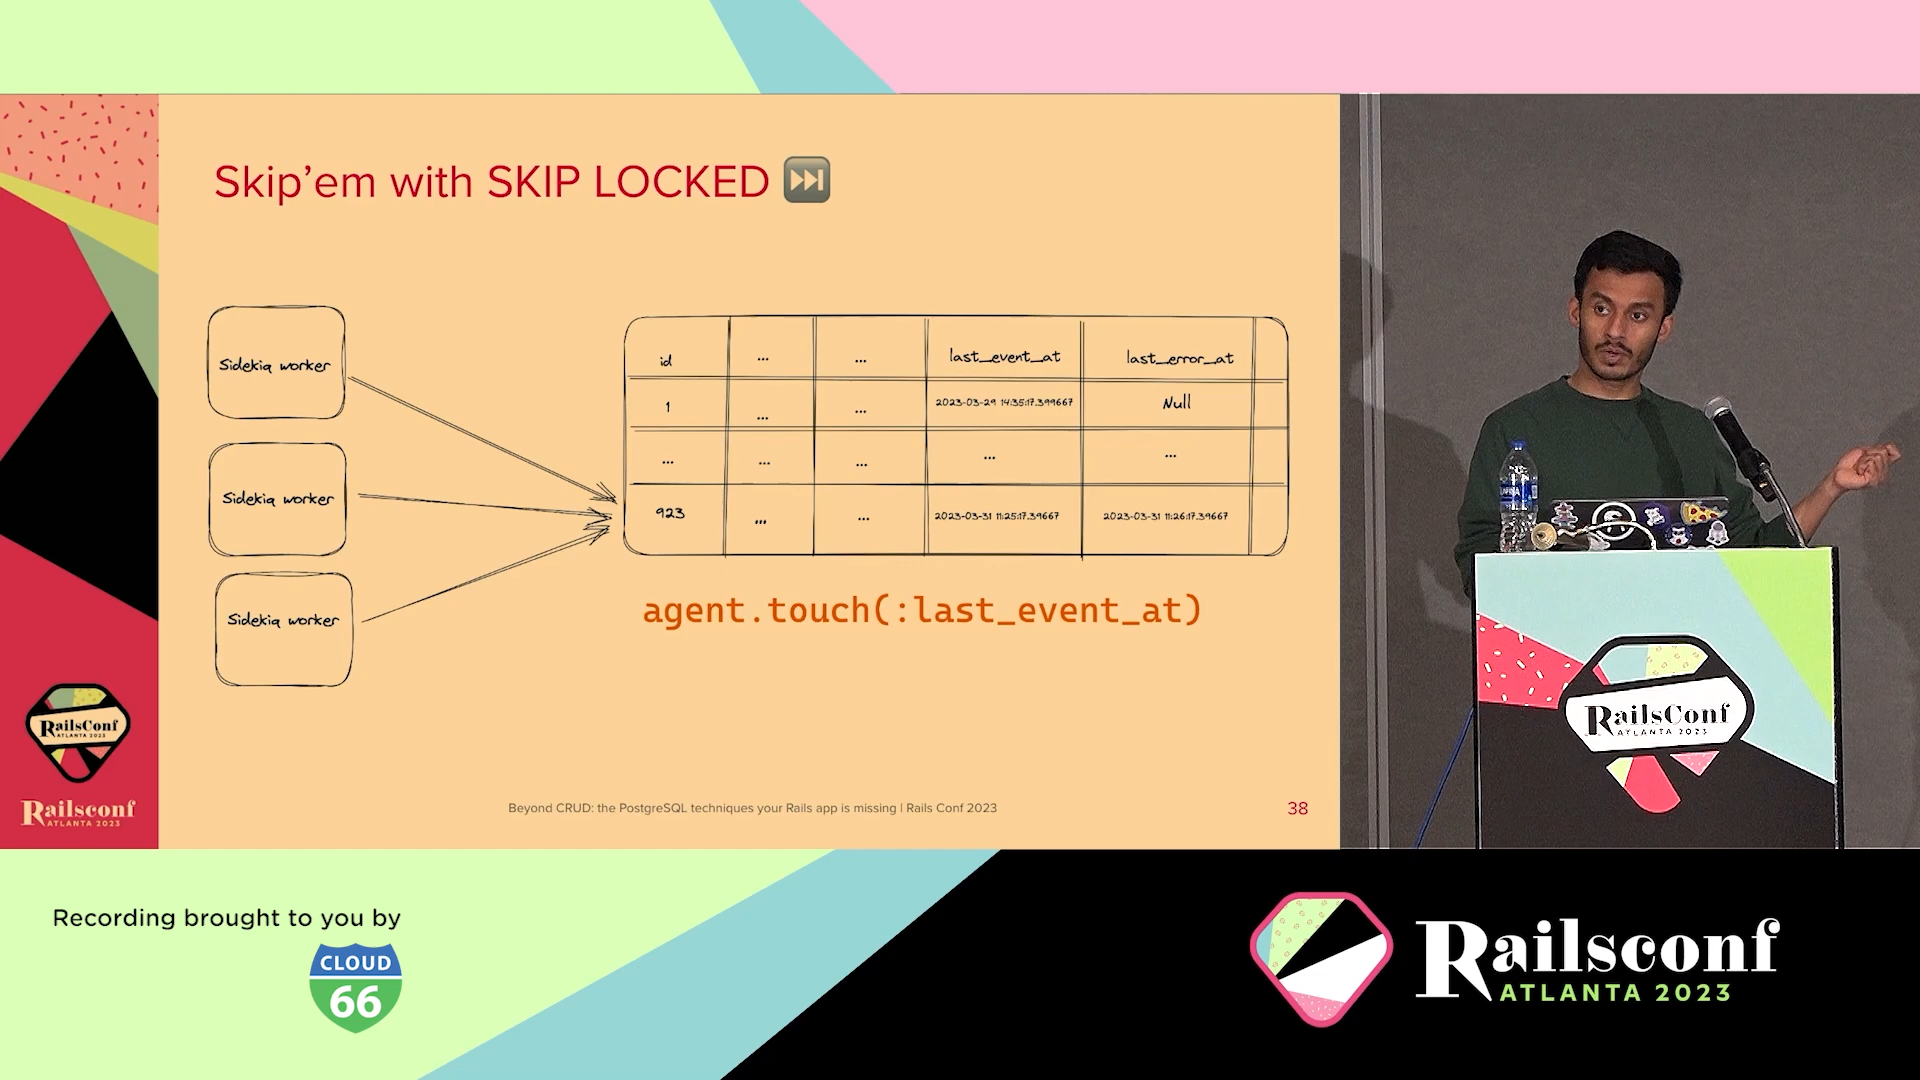 Skip’em with SKIP LOCKED
Sidekiq worker
Sidekiq worker
Sidekiq worker
id ... ... last_event_at last_error_at
1 ... ... 2023-03-29 14:35:17.399667 Null
... ... ... ... ...
923 ... ... 2023-03-31 11:25:17.39667 2023-03-31 11:26:17.39667
agent.touch(:last_event_at)
Beyond CRUD: the PostgreSQL techniques your Rails app is missing | Rails Conf 2023
38
RailsConf
ATLANTA 2023
Railsconf
ATLANTA 2023
RailsConf
ATLANTA 2023
Recording brought to you by
CLOUD
66
Railsconf
ATLANTA 2023